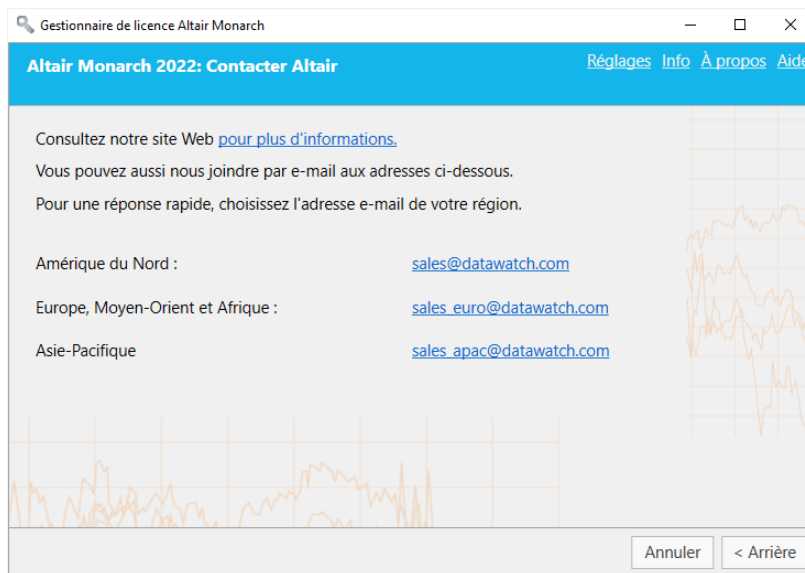 Gestionnaire de licence Altair Monarch
Altair Monarch 2022: Contacter Altair
Réglages Info À propos Aide
Consultez notre site Web pour plus d'informations.
Vous pouvez aussi nous joindre par e-mail aux adresses ci-dessous.
Pour une réponse rapide, choisissez l'adresse e-mail de votre région.
Amérique du Nord : sales@datawatch.com
Europe, Moyen-Orient et Afrique : sales_euro@datawatch.com
Asie-Pacifique sales_apac@datawatch.com
Annuler < Arrière